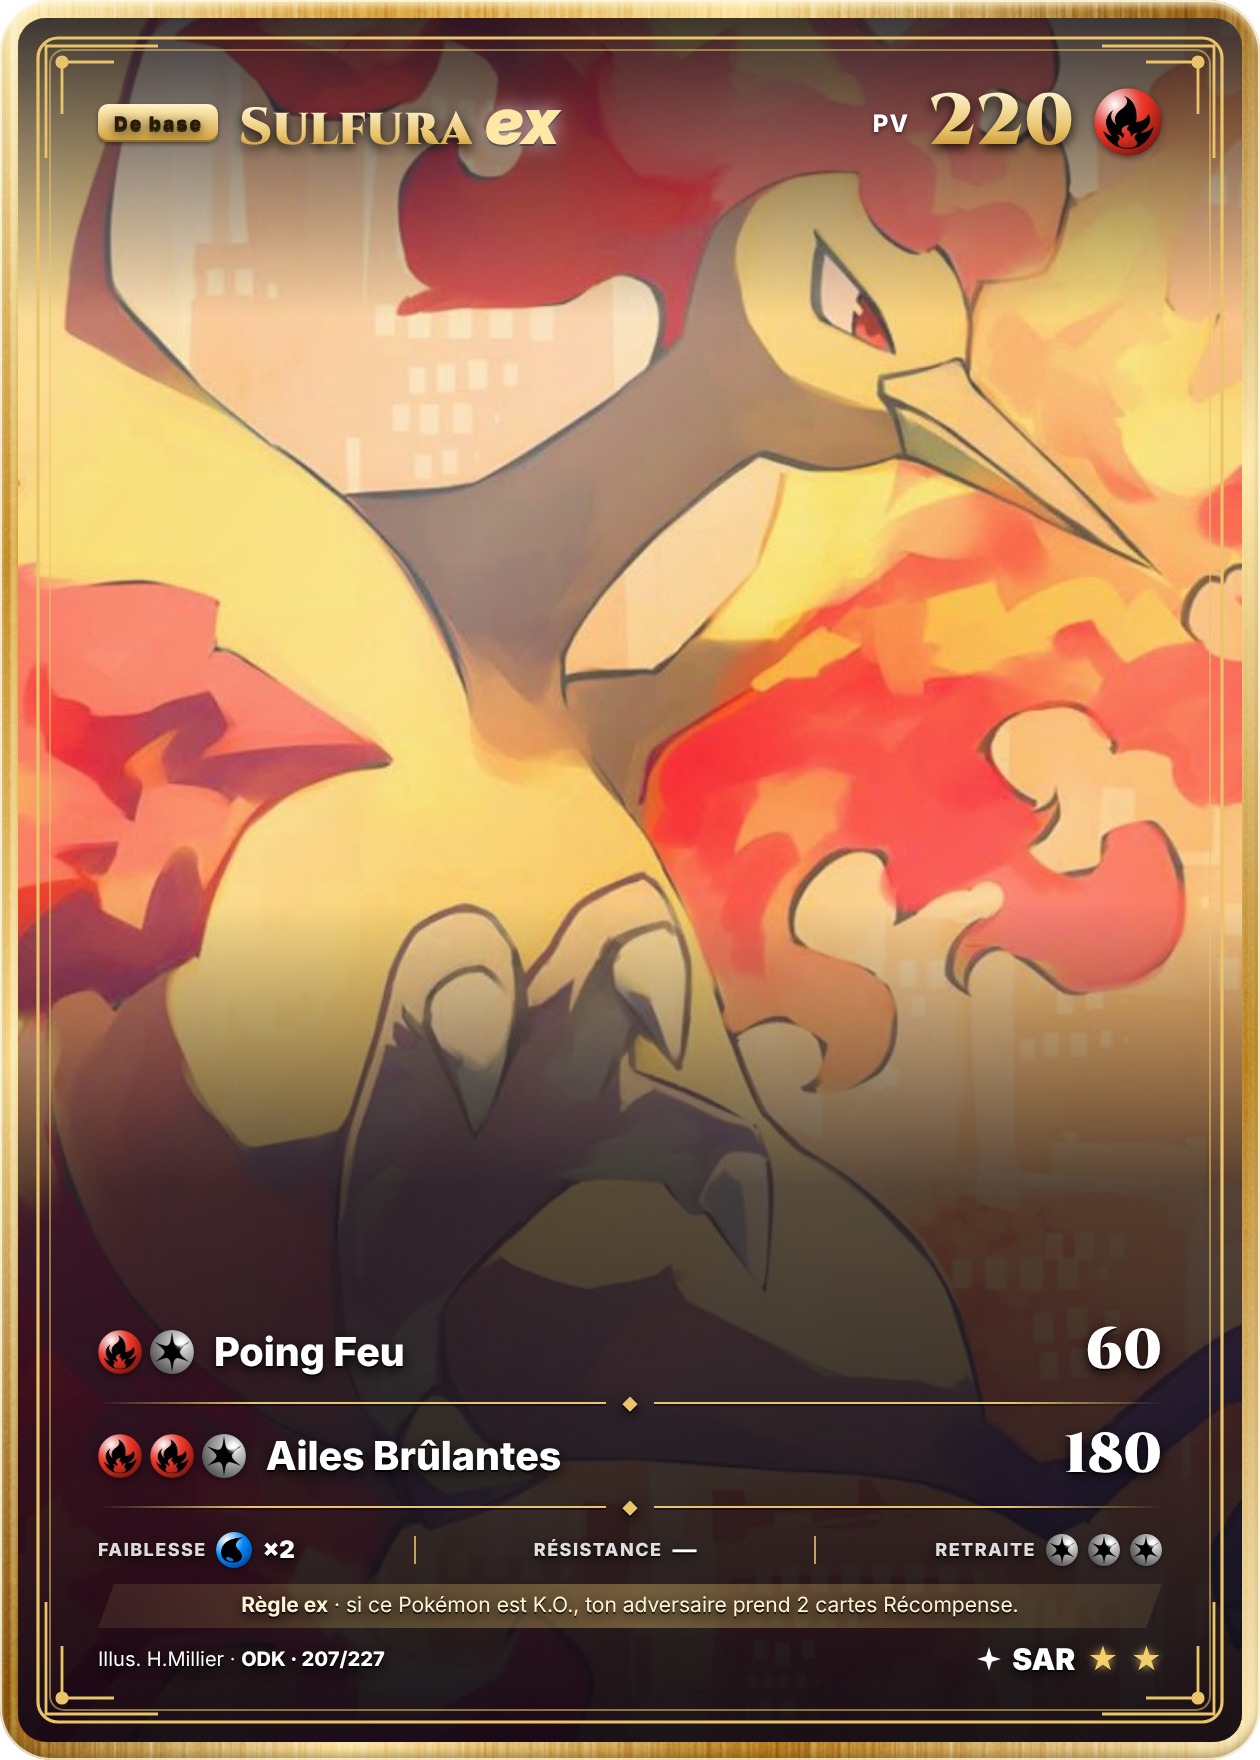 De base SULFURA ex PV 220
Poing Feu 60
Ailes Brûlantes 180
FAIBLESSE ×2 RÉSISTANCE — RETRAITE
Règle ex · si ce Pokémon est K.O., ton adversaire prend 2 cartes Récompense.
Illus. H.Millier · ODK · 207/227 SAR